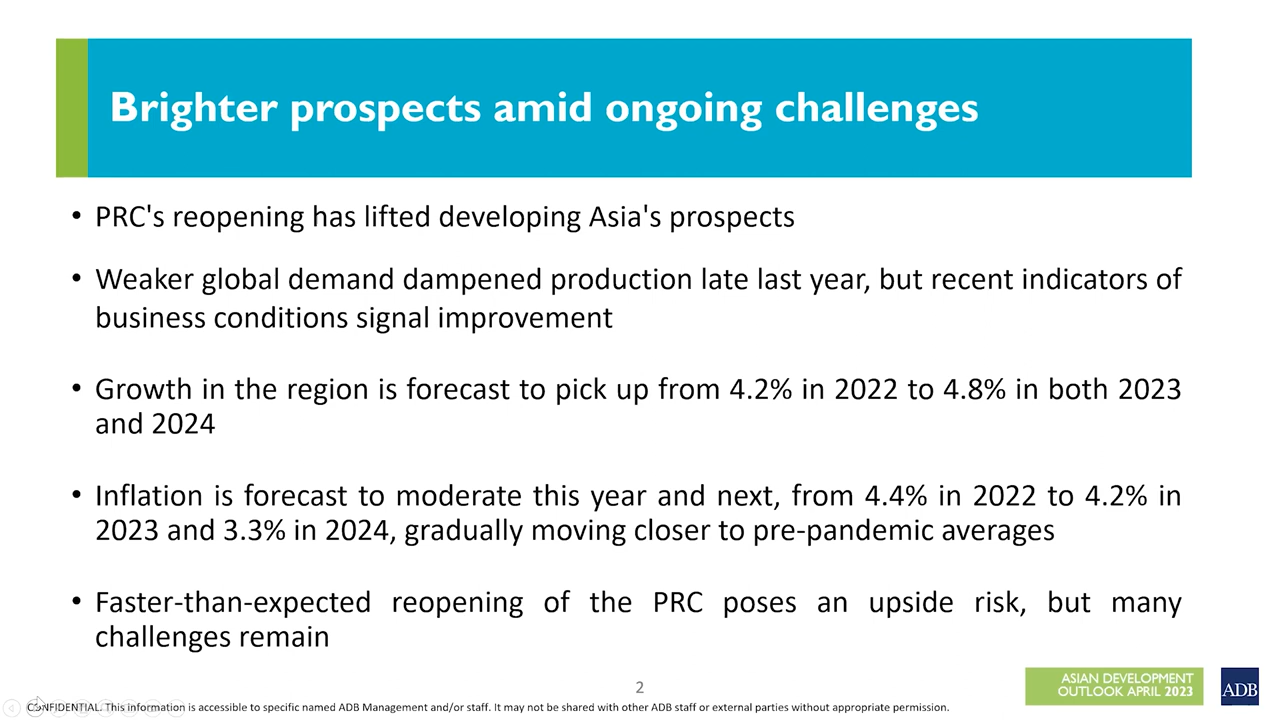 Brighter prospects amid ongoing challenges
• PRC's reopening has lifted developing Asia's prospects
• Weaker global demand dampened production late last year, but recent indicators of
business conditions signal improvement
• Growth in the region is forecast to pick up from 4.2% in 2022 to 4.8% in both 2023
and 2024
• Inflation is forecast to moderate this year and next, from 4.4% in 2022 to 4.2% in
2023 and 3.3% in 2024, gradually moving closer to pre-pandemic averages
• Faster-than-expected reopening of the PRC poses an upside risk, but many
challenges remain
2
ASIAN DEVELOPMENT
OUTLOOK APRIL 2023
ADB
CONFIDENTIAL. This information is accessible to specific named ADB Management and/or staff. It may not be shared with other ADB staff or external parties without appropriate permission.